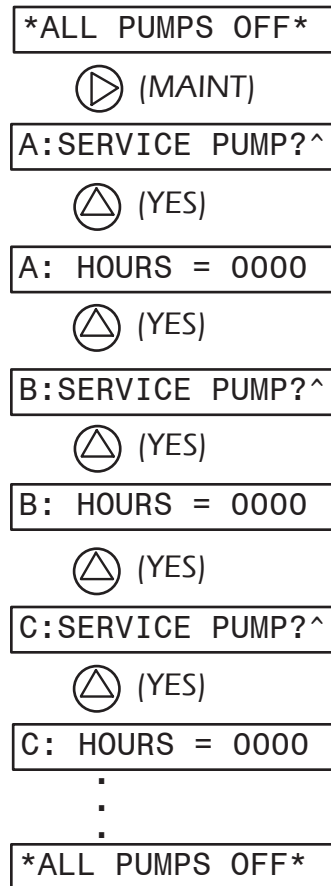 *ALL PUMPS OFF*
(MAINT)
A:SERVICE PUMP?^
(YES)
A: HOURS = 0000
(YES)
B:SERVICE PUMP?^
(YES)
B: HOURS = 0000
(YES)
C:SERVICE PUMP?^
(YES)
C: HOURS = 0000
.
.
.
*ALL PUMPS OFF*